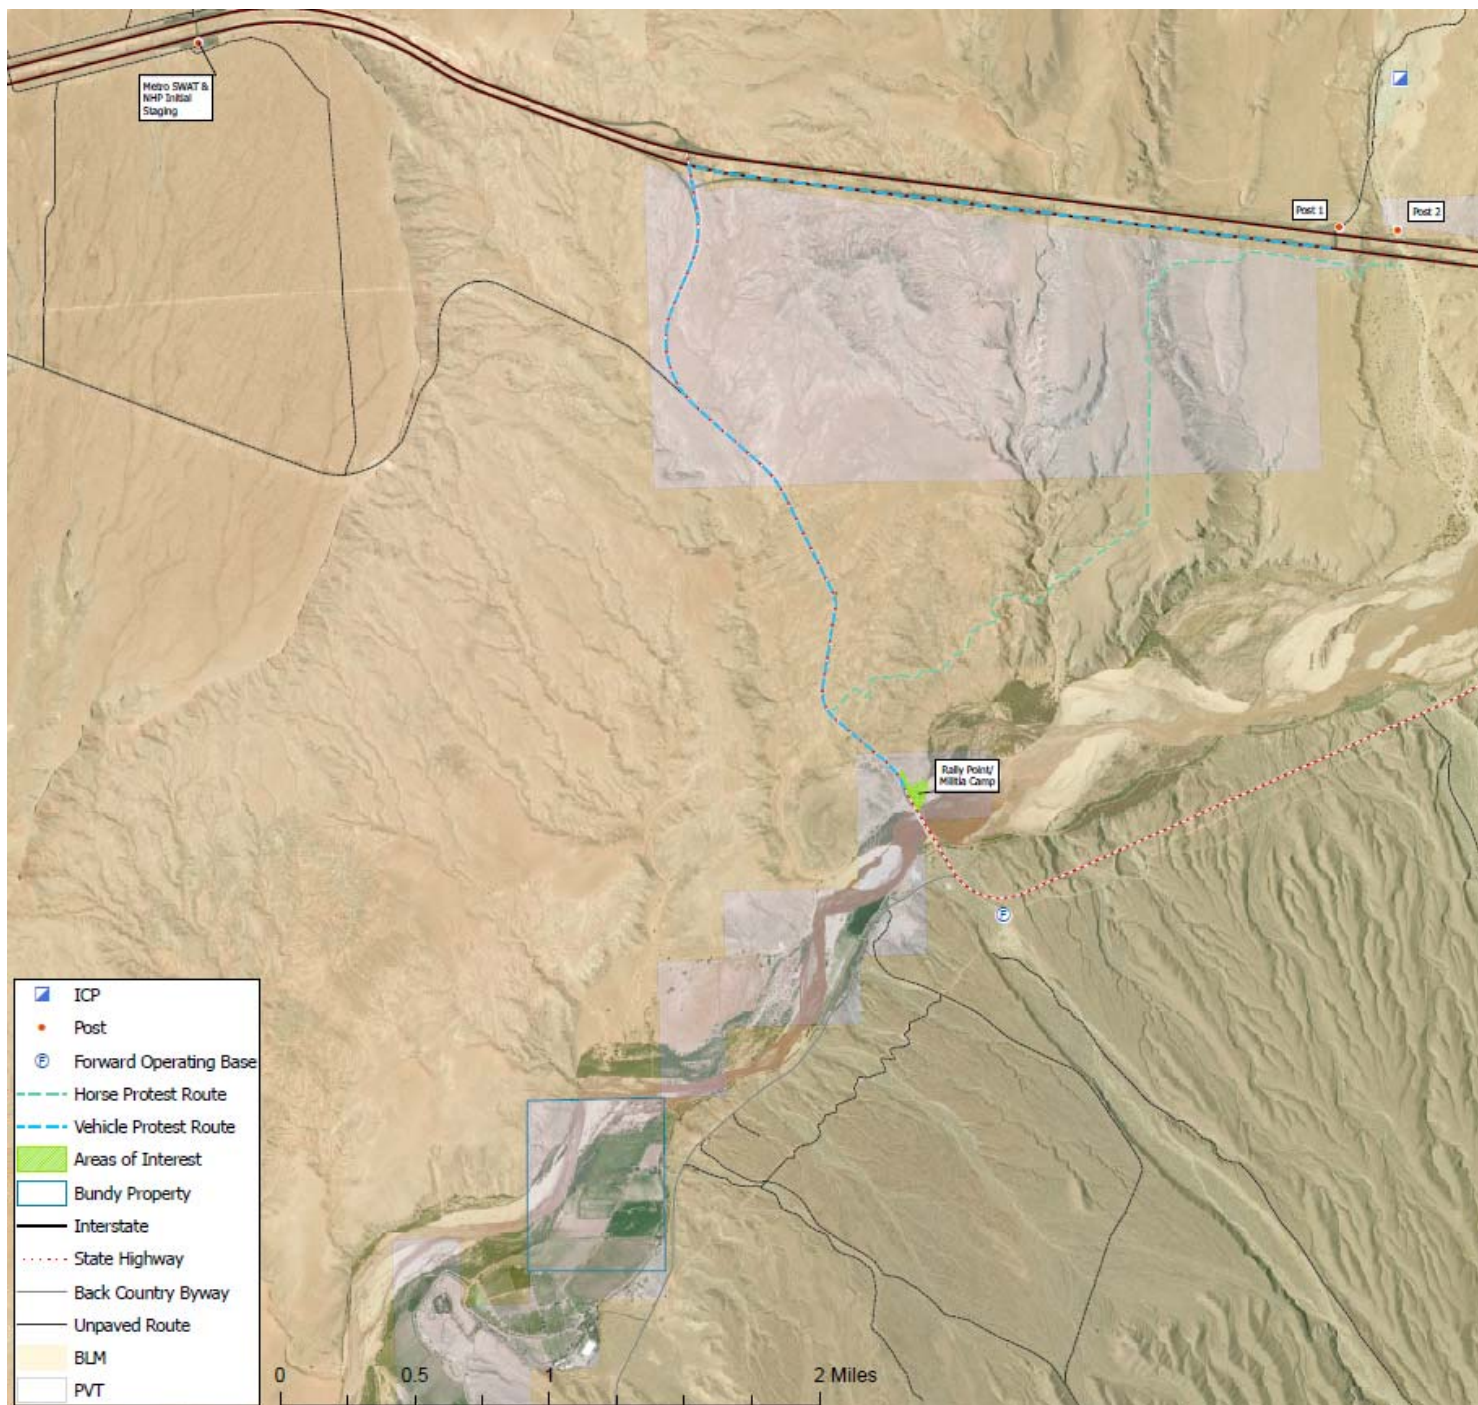 Metro SWAT &
NHP Initial
Staging
Post 1
Post 2
Rally Point/
Militia Camp
F
ICP
Post
F
Forward Operating Base
Horse Protest Route
Vehicle Protest Route
Areas of Interest
Bundy Property
Interstate
State Highway
Back Country Byway
Unpaved Route
BLM
PVT
0 0.5 1 2 Miles